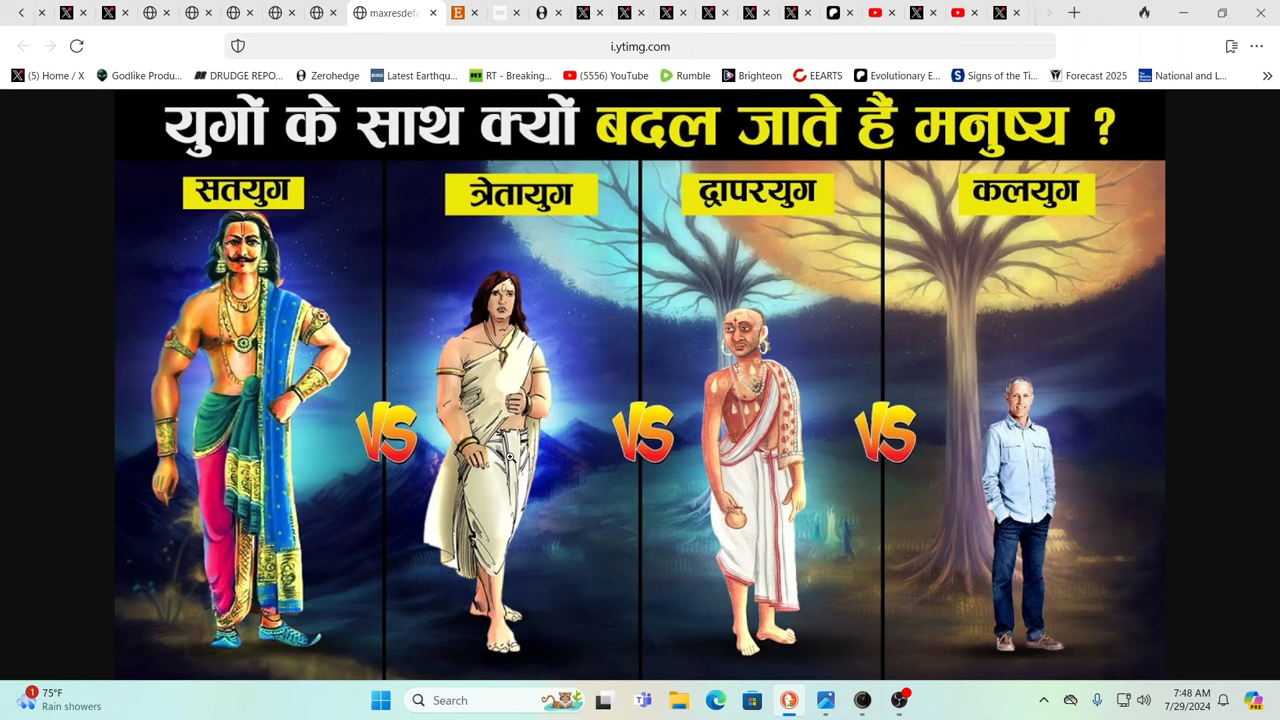 maxresdef
i.ytimg.com
(5) Home / X
Godlike Produ...
DRUDGE REPO...
Zerohedge
Latest Earthqu...
RT - Breaking...
(5556) YouTube
Rumble
Brighteon
EEARTS
Evolutionary E...
Signs of the Ti...
Forecast 2025
National and L...
युगों के साथ क्यों बदल जाते हैं मनुष्य ?
सतयुग
त्रेतायुग
द्वापरयुग
कलयुग
VS
VS
VS
1
75°F
Rain showers
Search
7:48 AM
7/29/2024
PRE